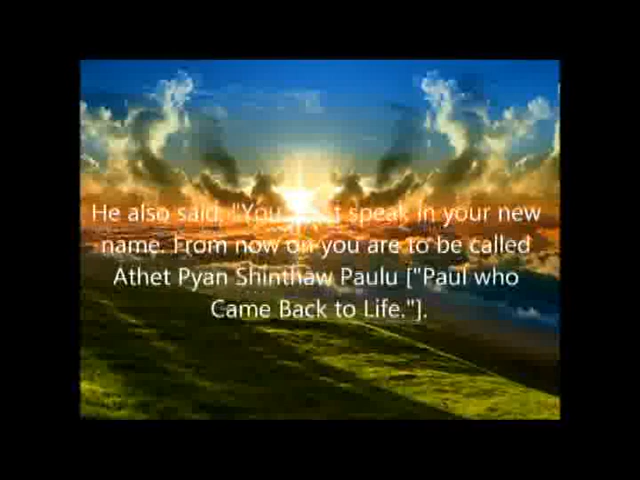 He also said, "You must speak in your new
name. From now on you are to be called
Athet Pyan Shinthaw Paulu ["Paul who
Came Back to Life."].